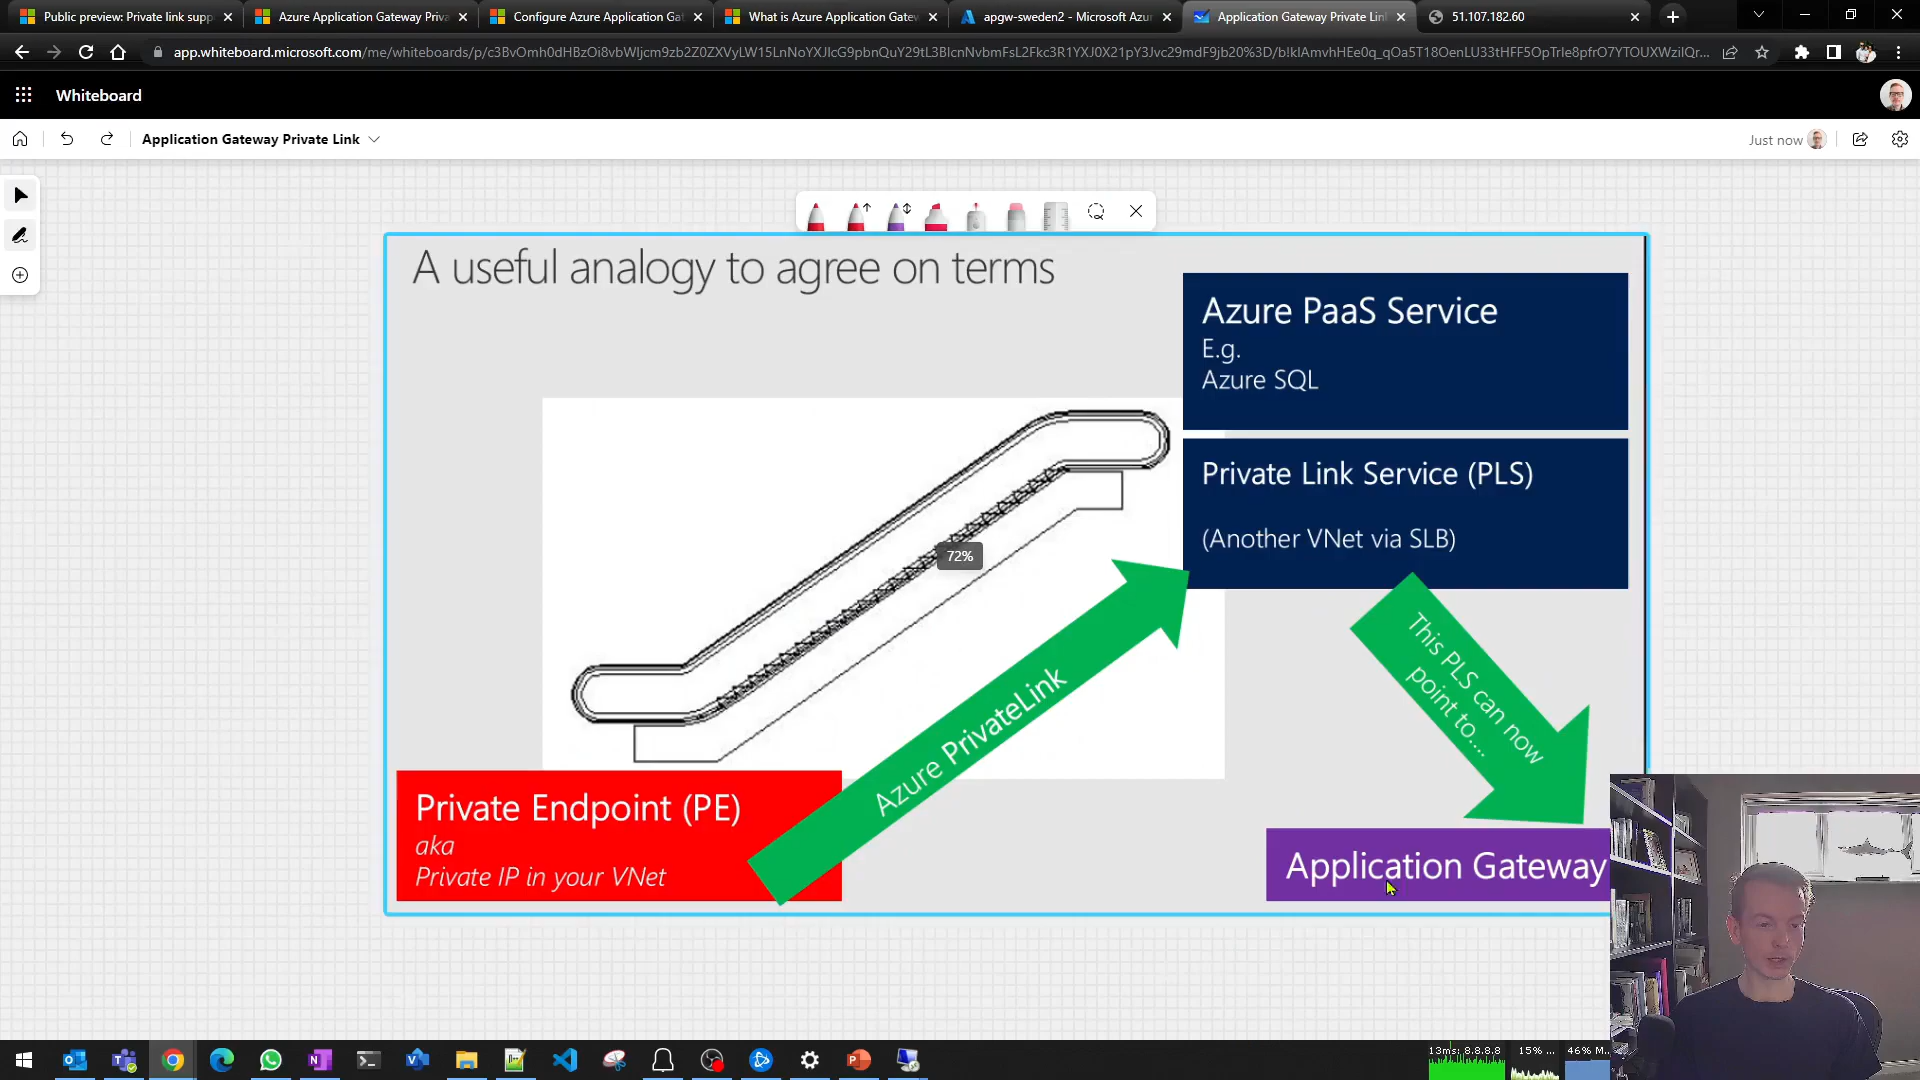 Public preview: Private link supp
Azure Application Gateway Priva
Configure Azure Application Gat
What is Azure Application Gatew
apgw-sweden2 - Microsoft Azur
Application Gateway Private Lin
51.107.182.60
Whiteboard
Application Gateway Private Link
Just now
A useful analogy to agree on terms
Azure PaaS Service
E.g.
Azure SQL
Private Link Service (PLS)
(Another VNet via SLB)
72%
This PLS can now
point to....
Azure PrivateLink
Private Endpoint (PE)
aka
Private IP in your VNet
Application Gateway
13ms: 8.8.8.8
15% ...
46% M...